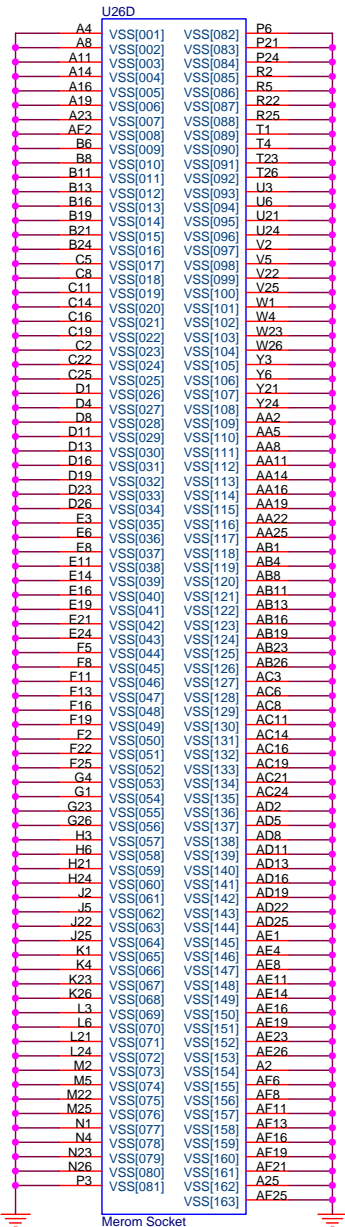 U26D
A4 VSS[001] VSS[082] P6
A8 VSS[002] VSS[083] P21
A11 VSS[003] VSS[084] P24
A14 VSS[004] VSS[085] R2
A16 VSS[005] VSS[086] R5
A19 VSS[006] VSS[087] R22
A23 VSS[007] VSS[088] R25
AF2 VSS[008] VSS[089] T1
B6 VSS[009] VSS[090] T4
B8 VSS[010] VSS[091] T23
B11 VSS[011] VSS[092] T26
B13 VSS[012] VSS[093] U3
B16 VSS[013] VSS[094] U6
B19 VSS[014] VSS[095] U21
B21 VSS[015] VSS[096] U24
B24 VSS[016] VSS[097] V2
C5 VSS[017] VSS[098] V5
C8 VSS[018] VSS[099] V22
C11 VSS[019] VSS[100] V25
C14 VSS[020] VSS[101] W1
C16 VSS[021] VSS[102] W4
C19 VSS[022] VSS[103] W23
C2 VSS[023] VSS[104] W26
C22 VSS[024] VSS[105] Y3
C25 VSS[025] VSS[106] Y6
D1 VSS[026] VSS[107] Y21
D4 VSS[027] VSS[108] Y24
D8 VSS[028] VSS[109] AA2
D11 VSS[029] VSS[110] AA5
D13 VSS[030] VSS[111] AA8
D16 VSS[031] VSS[112] AA11
D19 VSS[032] VSS[113] AA14
D23 VSS[033] VSS[114] AA16
D26 VSS[034] VSS[115] AA19
E3 VSS[035] VSS[116] AA22
E6 VSS[036] VSS[117] AA25
E8 VSS[037] VSS[118] AB1
E11 VSS[038] VSS[119] AB4
E14 VSS[039] VSS[120] AB8
E16 VSS[040] VSS[121] AB11
E19 VSS[041] VSS[122] AB13
E21 VSS[042] VSS[123] AB16
E24 VSS[043] VSS[124] AB19
F5 VSS[044] VSS[125] AB23
F8 VSS[045] VSS[126] AB26
F11 VSS[046] VSS[127] AC3
F13 VSS[047] VSS[128] AC6
F16 VSS[048] VSS[129] AC8
F19 VSS[049] VSS[130] AC11
F2 VSS[050] VSS[131] AC14
F22 VSS[051] VSS[132] AC16
F25 VSS[052] VSS[133] AC19
G4 VSS[053] VSS[134] AC21
G1 VSS[054] VSS[135] AC24
G23 VSS[055] VSS[136] AD2
G26 VSS[056] VSS[137] AD5
H3 VSS[057] VSS[138] AD8
H6 VSS[058] VSS[139] AD11
H21 VSS[059] VSS[140] AD13
H24 VSS[060] VSS[141] AD16
J2 VSS[061] VSS[142] AD19
J5 VSS[062] VSS[143] AD22
J22 VSS[063] VSS[144] AD25
J25 VSS[064] VSS[145] AE1
K1 VSS[065] VSS[146] AE4
K4 VSS[066] VSS[147] AE8
K23 VSS[067] VSS[148] AE11
K26 VSS[068] VSS[149] AE14
L3 VSS[069] VSS[150] AE16
L6 VSS[070] VSS[151] AE19
L21 VSS[071] VSS[152] AE23
L24 VSS[072] VSS[153] AE26
M2 VSS[073] VSS[154] A2
M5 VSS[074] VSS[155] AF6
M22 VSS[075] VSS[156] AF8
M25 VSS[076] VSS[157] AF11
N1 VSS[077] VSS[158] AF13
N4 VSS[078] VSS[159] AF16
N23 VSS[079] VSS[160] AF19
N26 VSS[080] VSS[161] AF21
P3 VSS[081] VSS[162] A25
VSS[163] AF25
Merom Socket